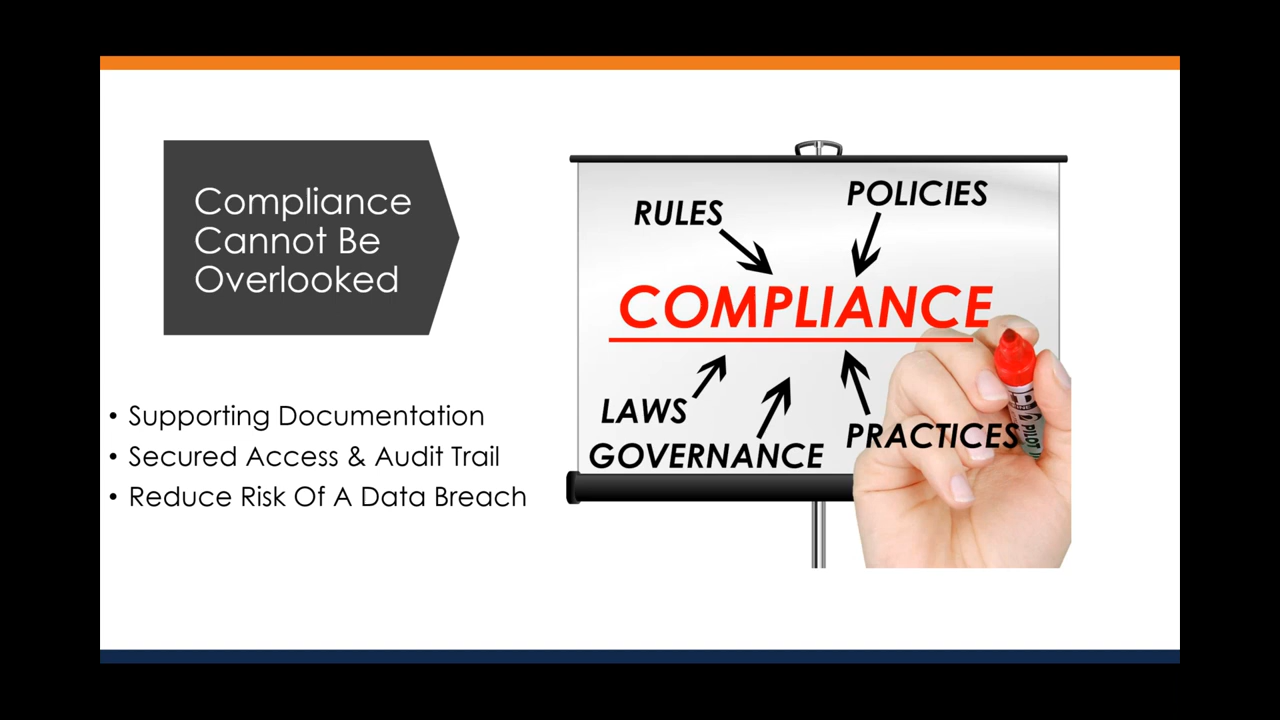 Compliance
Cannot Be
Overlooked
• Supporting Documentation
• Secured Access & Audit Trail
• Reduce Risk Of A Data Breach
RULES
POLICIES
COMPLIANCE
LAWS
GOVERNANCE
PRACTICES
PILOT